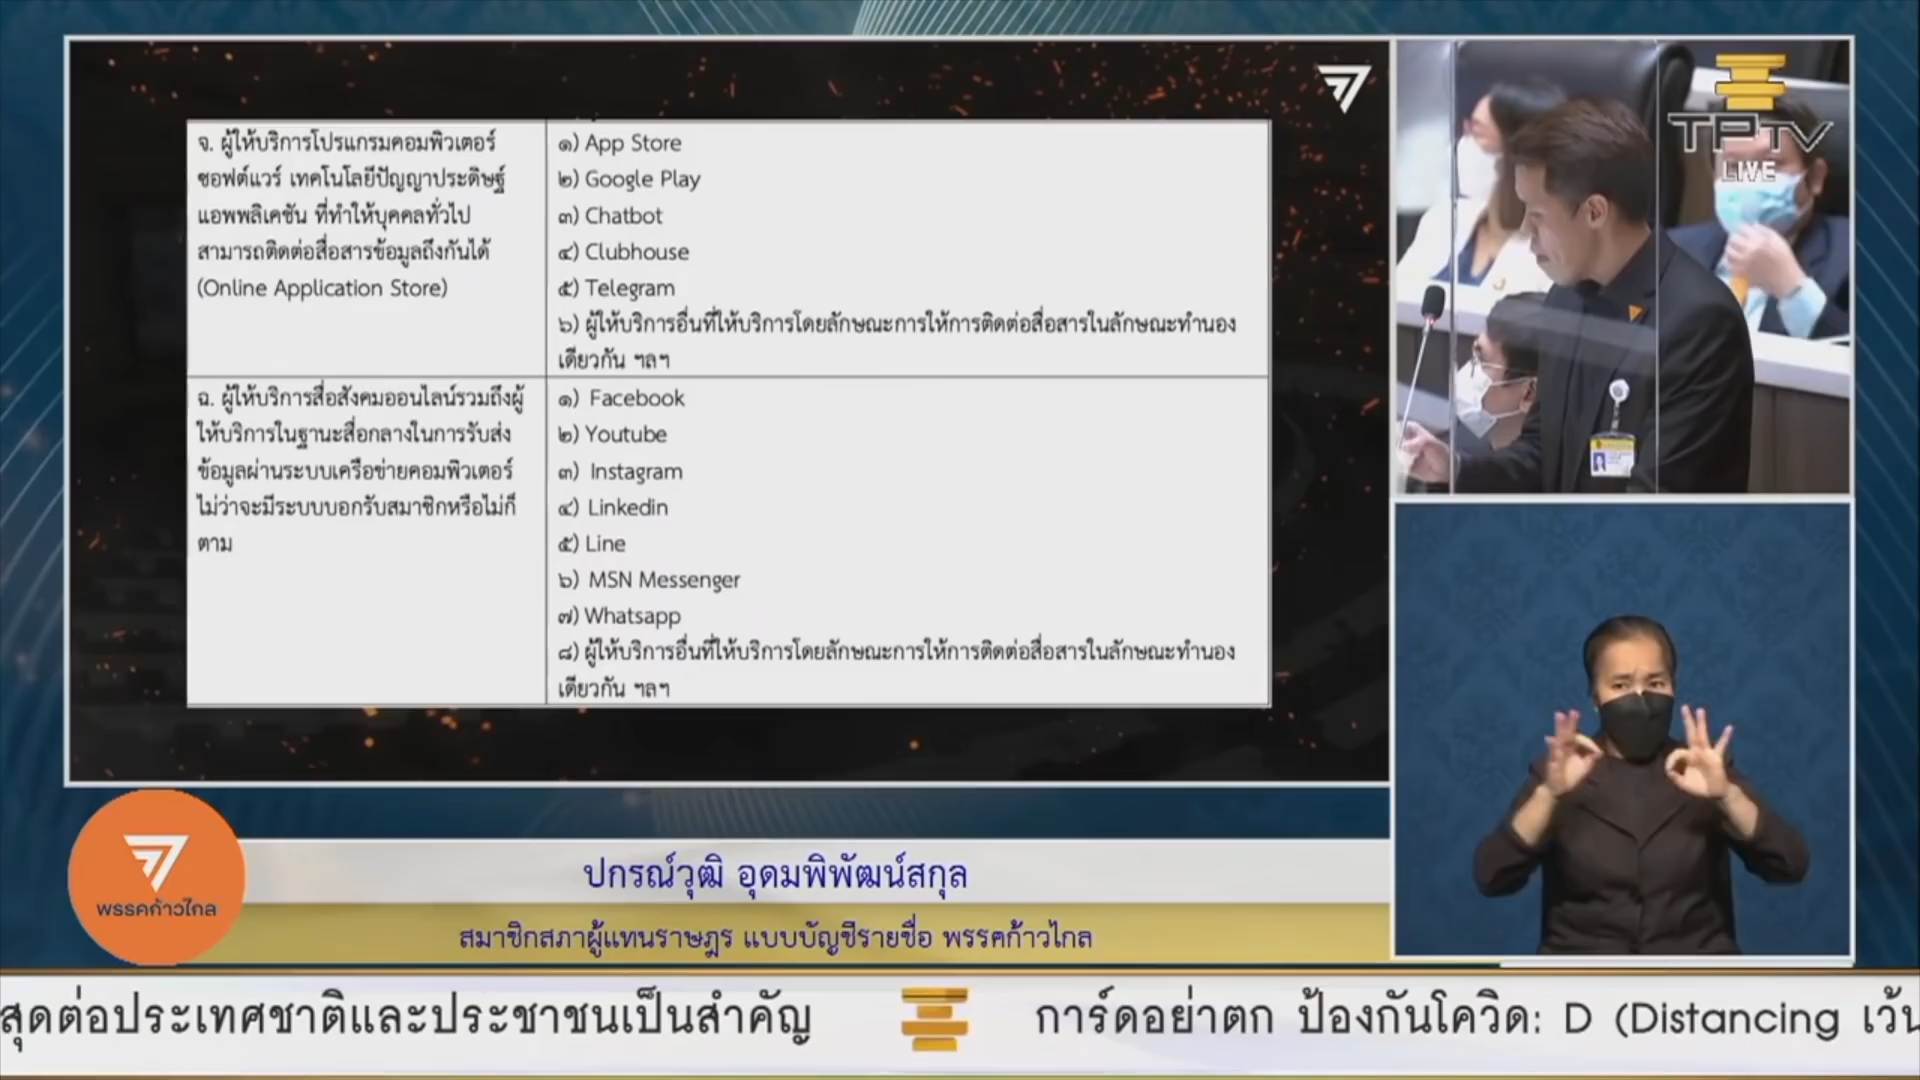 จ. ผู้ให้บริการโปรแกรมคอมพิวเตอร์
ซอฟต์แวร์ เทคโนโลยีปัญญาประดิษฐ์
แอพพลิเคชัน ที่ทำให้บุคคลทั่วไป
สามารถติดต่อสื่อสารข้อมูลถึงกันได้
(Online Application Store)
๑) App Store
๒) Google Play
๓) Chatbot
๔) Clubhouse
๕) Telegram
๖) ผู้ให้บริการอื่นที่ให้บริการโดยลักษณะการให้การติดต่อสื่อสารในลักษณะทำนอง
เดียวกัน ฯลฯ
ฉ. ผู้ให้บริการสื่อสังคมออนไลน์รวมถึงผู้
ให้บริการในฐานะสื่อกลางในการรับส่ง
ข้อมูลผ่านระบบเครือข่ายคอมพิวเตอร์
ไม่ว่าจะมีระบบบอกรับสมาชิกหรือไม่ก็
ตาม
๑) Facebook
๒) Youtube
๓) Instagram
๔) Linkedin
๕) Line
๖) MSN Messenger
๗) Whatsapp
๘) ผู้ให้บริการอื่นที่ให้บริการโดยลักษณะการให้การติดต่อสื่อสารในลักษณะทำนอง
เดียวกัน ฯลฯ
TPTV
LIVE
พรรคก้าวไกล
ปกรณ์วุฒิ อุดมพิพัฒน์สกุล
สมาชิกสภาผู้แทนราษฎร แบบบัญชีรายชื่อ พรรคก้าวไกล
สุดต่อประเทศชาติและประชาชนเป็นสำคัญ การ์ดอย่าตก ป้องกันโควิด: D (Distancing เว้น